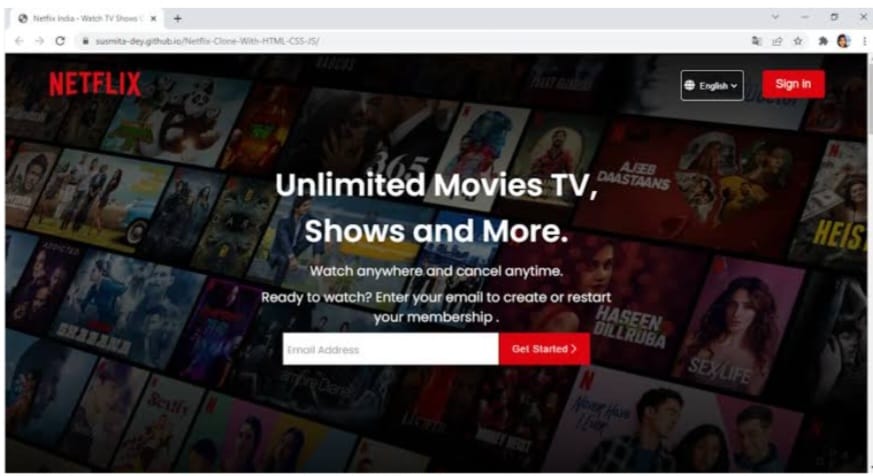 Netflix India - Watch TV Shows
susmita-dey.github.io/Netflix-Clone-With-HTML-CSS-JS/
NETFLIX
English
Sign in
365
AJEEB
DAASTAANS
Unlimited Movies TV,
Shows and More.
HEIS
ADDICTED
Watch anywhere and cancel anytime.
Ready to watch? Enter your email to create or restart
your membership .
HASEEN
DILLRUBA
Email Address
Get Started >
SEX/LIFE
Never Have